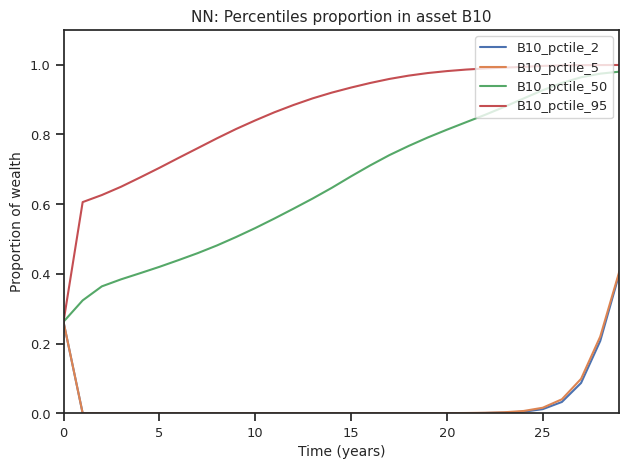 NN: Percentiles proportion in asset B10
B10_pctile_2
B10_pctile_5
B10_pctile_50
B10_pctile_95
Proportion of wealth
1.0
0.8
0.6
0.4
0.2
0.0
0 5 10 15 20 25
Time (years)